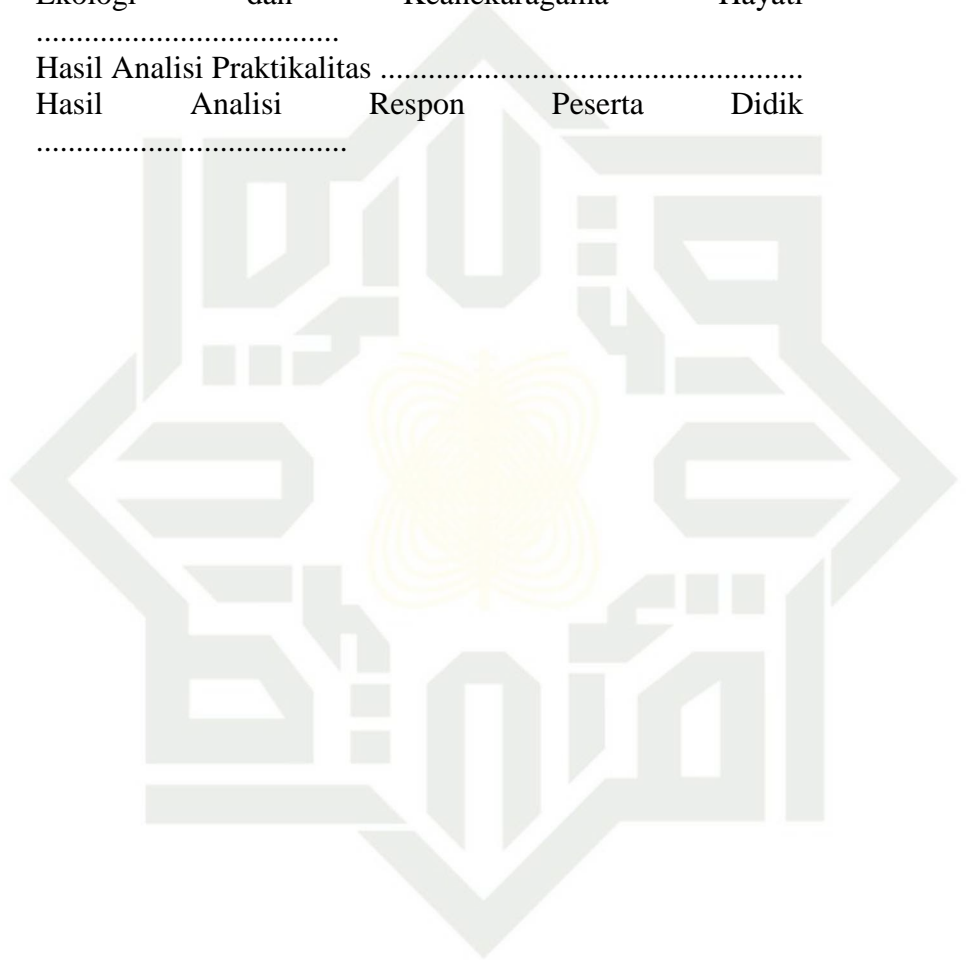 Ekologi dan Keanekaragama Hayati
......................................
Hasil Analisi Praktikalitas .....................................................
Hasil Analisi Respon Peserta Didik
.......................................